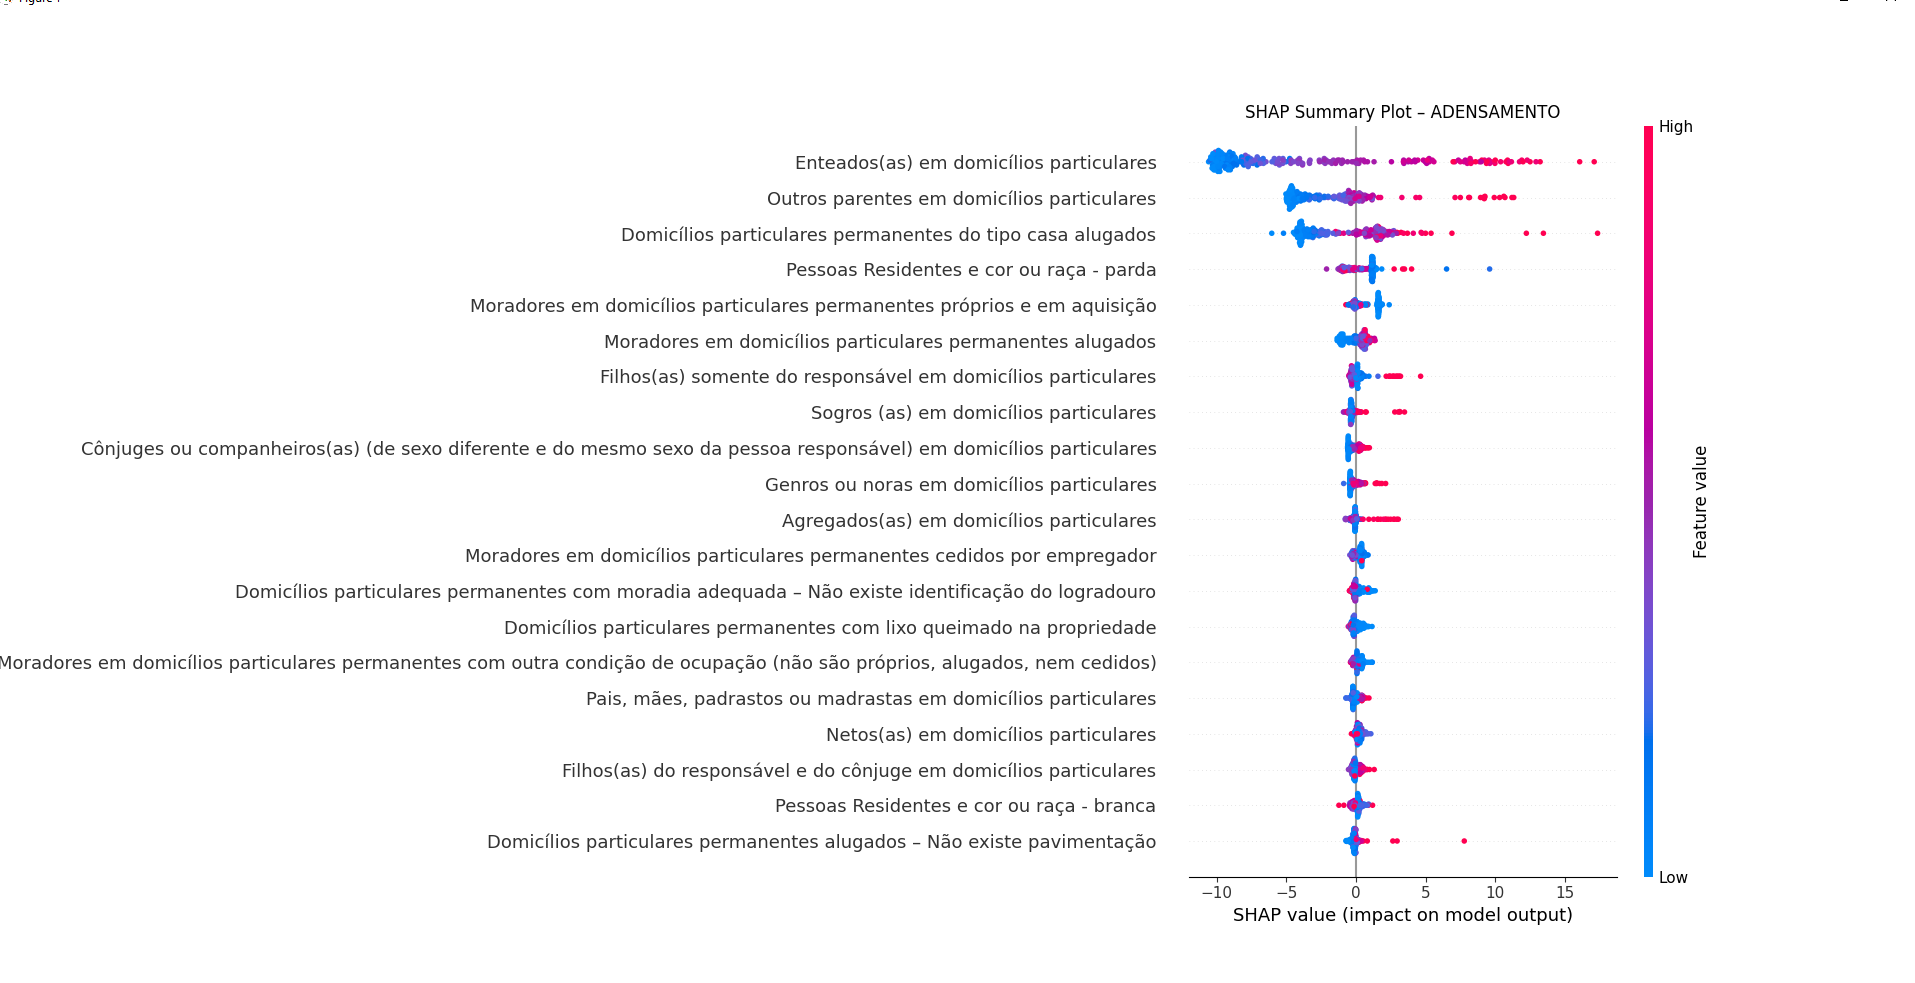 SHAP Summary Plot – ADENSAMENTO
High
Enteados(as) em domicílios particulares
Outros parentes em domicílios particulares
Domicílios particulares permanentes do tipo casa alugados
Pessoas Residentes e cor ou raça - parda
Moradores em domicílios particulares permanentes próprios e em aquisição
Moradores em domicílios particulares permanentes alugados
Filhos(as) somente do responsável em domicílios particulares
Sogros (as) em domicílios particulares
Cônjuges ou companheiros(as) (de sexo diferente e do mesmo sexo da pessoa responsável) em domicílios particulares
Genros ou noras em domicílios particulares
Agregados(as) em domicílios particulares
Moradores em domicílios particulares permanentes cedidos por empregador
Domicílios particulares permanentes com moradia adequada – Não existe identificação do logradouro
Domicílios particulares permanentes com lixo queimado na propriedade
Moradores em domicílios particulares permanentes com outra condição de ocupação (não são próprios, alugados, nem cedidos)
Pais, mães, padrastos ou madrastas em domicílios particulares
Netos(as) em domicílios particulares
Filhos(as) do responsável e do cônjuge em domicílios particulares
Pessoas Residentes e cor ou raça - branca
Domicílios particulares permanentes alugados – Não existe pavimentação
Feature value
Low
−10 −5 0 5 10 15
SHAP value (impact on model output)